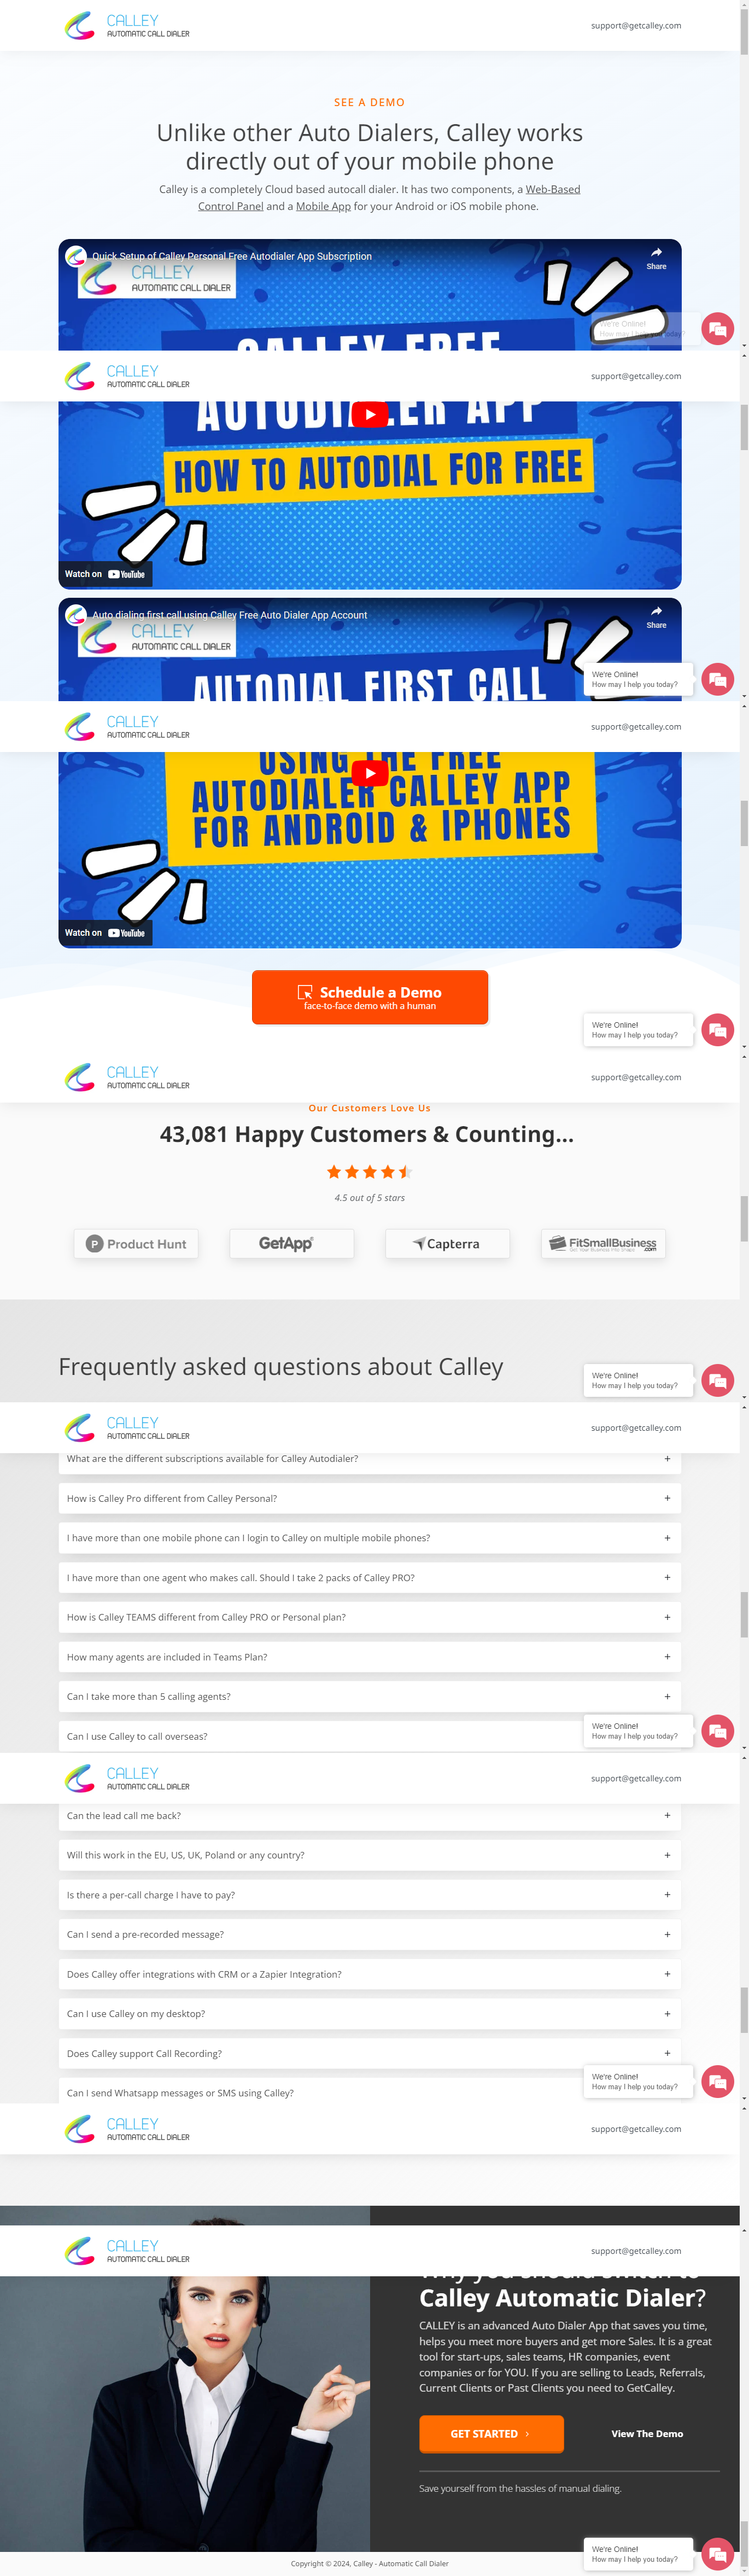 CALLEY
AUTOMATIC CALL DIALER
support@getcalley.com
SEE A DEMO
Unlike other Auto Dialers, Calley works
directly out of your mobile phone
Calley is a completely Cloud based autocall dialer. It has two components, a Web-Based
Control Panel and a Mobile App for your Android or iOS mobile phone.
Quick Setup of Calley Personal Free Autodialer App Subscription
Share
CALLEY
AUTOMATIC CALL DIALER
CALLEY FREE
We're Online!
How may I help you today?
CALLEY
AUTOMATIC CALL DIALER
support@getcalley.com
AUTODIALER APP
HOW TO AUTODIAL FOR FREE
Watch on YouTube
Auto dialing first call using Calley Free Auto Dialer App Account
Share
CALLEY
AUTOMATIC CALL DIALER
AUTODIAL FIRST CALL
We're Online!
How may I help you today?
CALLEY
AUTOMATIC CALL DIALER
support@getcalley.com
USING THE FREE
AUTODIALER CALLEY APP
FOR ANDROID & IPHONES
Watch on YouTube
Schedule a Demo
face-to-face demo with a human
We're Online!
How may I help you today?
CALLEY
AUTOMATIC CALL DIALER
support@getcalley.com
Our Customers Love Us
43,081 Happy Customers & Counting...
4.5 out of 5 stars
P Product Hunt
GetApp
Capterra
FitSmallBusiness
.com
Frequently asked questions about Calley
We're Online!
How may I help you today?
CALLEY
AUTOMATIC CALL DIALER
support@getcalley.com
What are the different subscriptions available for Calley Autodialer?
How is Calley Pro different from Calley Personal?
I have more than one mobile phone can I login to Calley on multiple mobile phones?
I have more than one agent who makes call. Should I take 2 packs of Calley PRO?
How is Calley TEAMS different from Calley PRO or Personal plan?
How many agents are included in Teams Plan?
Can I take more than 5 calling agents?
Can I use Calley to call overseas?
We're Online!
How may I help you today?
CALLEY
AUTOMATIC CALL DIALER
support@getcalley.com
Can the lead call me back?
Will this work in the EU, US, UK, Poland or any country?
Is there a per-call charge I have to pay?
Can I send a pre-recorded message?
Does Calley offer integrations with CRM or a Zapier Integration?
Can I use Calley on my desktop?
Does Calley support Call Recording?
Can I send Whatsapp messages or SMS using Calley?
We're Online!
How may I help you today?
CALLEY
AUTOMATIC CALL DIALER
support@getcalley.com
CALLEY
AUTOMATIC CALL DIALER
support@getcalley.com
Why you should Switch to
Calley Automatic Dialer?
CALLEY is an advanced Auto Dialer App that saves you time,
helps you meet more buyers and get more Sales. It is a great
tool for start-ups, sales teams, HR companies, event
companies or for YOU. If you are selling to Leads, Referrals,
Current Clients or Past Clients you need to GetCalley.
GET STARTED
View The Demo
Save yourself from the hassles of manual dialing.
We're Online!
How may I help you today?
Copyright © 2024, Calley - Automatic Call Dialer